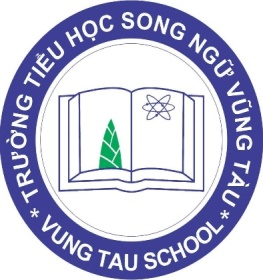 TRƯỜNG TIỂU HỌC SONG NGỮ VŨNG TÀU
* VUNG TAU SCHOOL *